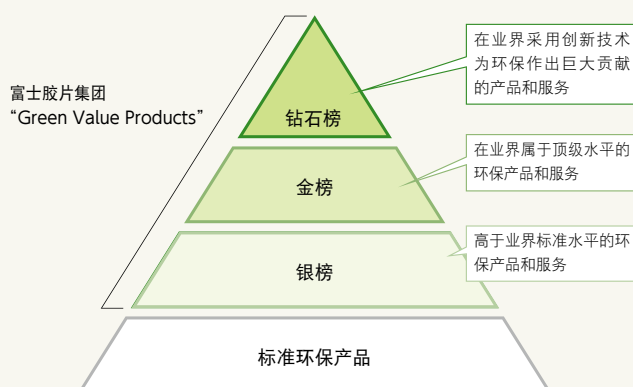 富士胶片集团
“Green Value Products”
钻石榜
在业界采用创新技术
为环保作出巨大贡献
的产品和服务
金榜
在业界属于顶级水平的
环保产品和服务
银榜
高于业界标准水平的环
保产品和服务
标准环保产品